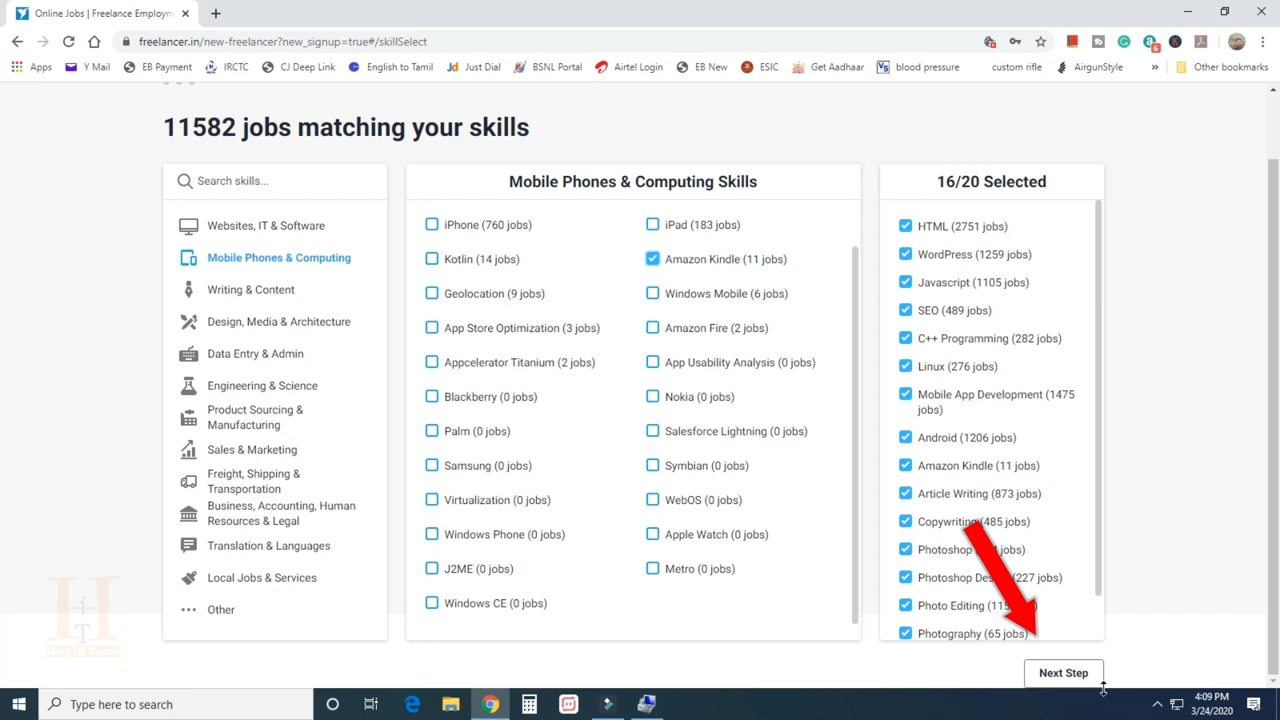 Online Jobs | Freelance Employm
freelancer.in/new-freelancer?new_signup=true#/skillSelect
Apps
Y Mail
EB Payment
IRCTC
CJ Deep Link
English to Tamil
Jd
Just Dial
BSNL Portal
Airtel Login
EB New
ESIC
Get Aadhaar
blood pressure
custom rifle
AirgunStyle
»
Other bookmarks
11582 jobs matching your skills
Search skills...
Websites, IT & Software
Mobile Phones & Computing
Writing & Content
Design, Media & Architecture
Data Entry & Admin
Engineering & Science
Product Sourcing &
Manufacturing
Sales & Marketing
Freight, Shipping &
Transportation
Business, Accounting, Human
Resources & Legal
Translation & Languages
Local Jobs & Services
Other
Mobile Phones & Computing Skills
iPhone (760 jobs)
iPad (183 jobs)
Kotlin (14 jobs)
Amazon Kindle (11 jobs)
Geolocation (9 jobs)
Windows Mobile (6 jobs)
App Store Optimization (3 jobs)
Amazon Fire (2 jobs)
Appcelerator Titanium (2 jobs)
App Usability Analysis (0 jobs)
Blackberry (0 jobs)
Nokia (0 jobs)
Palm (0 jobs)
Salesforce Lightning (0 jobs)
Samsung (0 jobs)
Symbian (0 jobs)
Virtualization (0 jobs)
WebOS (0 jobs)
Windows Phone (0 jobs)
Apple Watch (0 jobs)
J2ME (0 jobs)
Metro (0 jobs)
Windows CE (0 jobs)
16/20 Selected
HTML (2751 jobs)
WordPress (1259 jobs)
Javascript (1105 jobs)
SEO (489 jobs)
C++ Programming (282 jobs)
Linux (276 jobs)
Mobile App Development (1475
jobs)
Android (1206 jobs)
Amazon Kindle (11 jobs)
Article Writing (873 jobs)
Copywriting (485 jobs)
Photoshop jobs)
Photoshop (227 jobs)
Photo Editing
Photography (65 jobs)
Next Step
Type here to search
4:09 PM
3/24/2020